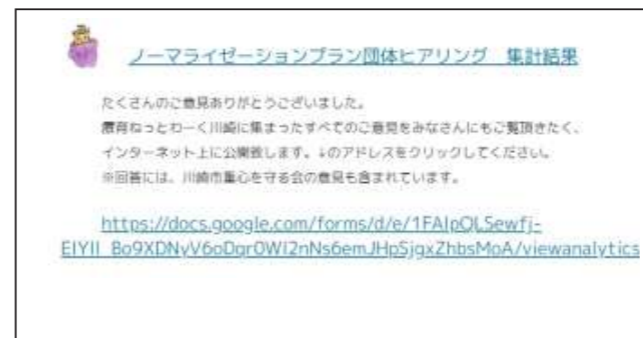 ノーマライゼーションプラン団体ヒアリング　集計結果
たくさんのご意見ありがとうございました。
療育ねっとわーく川崎に集まったすべてのご意見をみなさんにもご覧頂きたく、
インターネット上に公開致します。↓のアドレスをクリックしてください。
※回答には、川崎市重心を守る会の意見も含まれています。
https://docs.google.com/forms/d/e/1FAIpQLSewfj-
EIYIl_Bo9XDNyV6oDgr0WI2nNs6emJHpSjgxZhbsMoA/viewanalytics